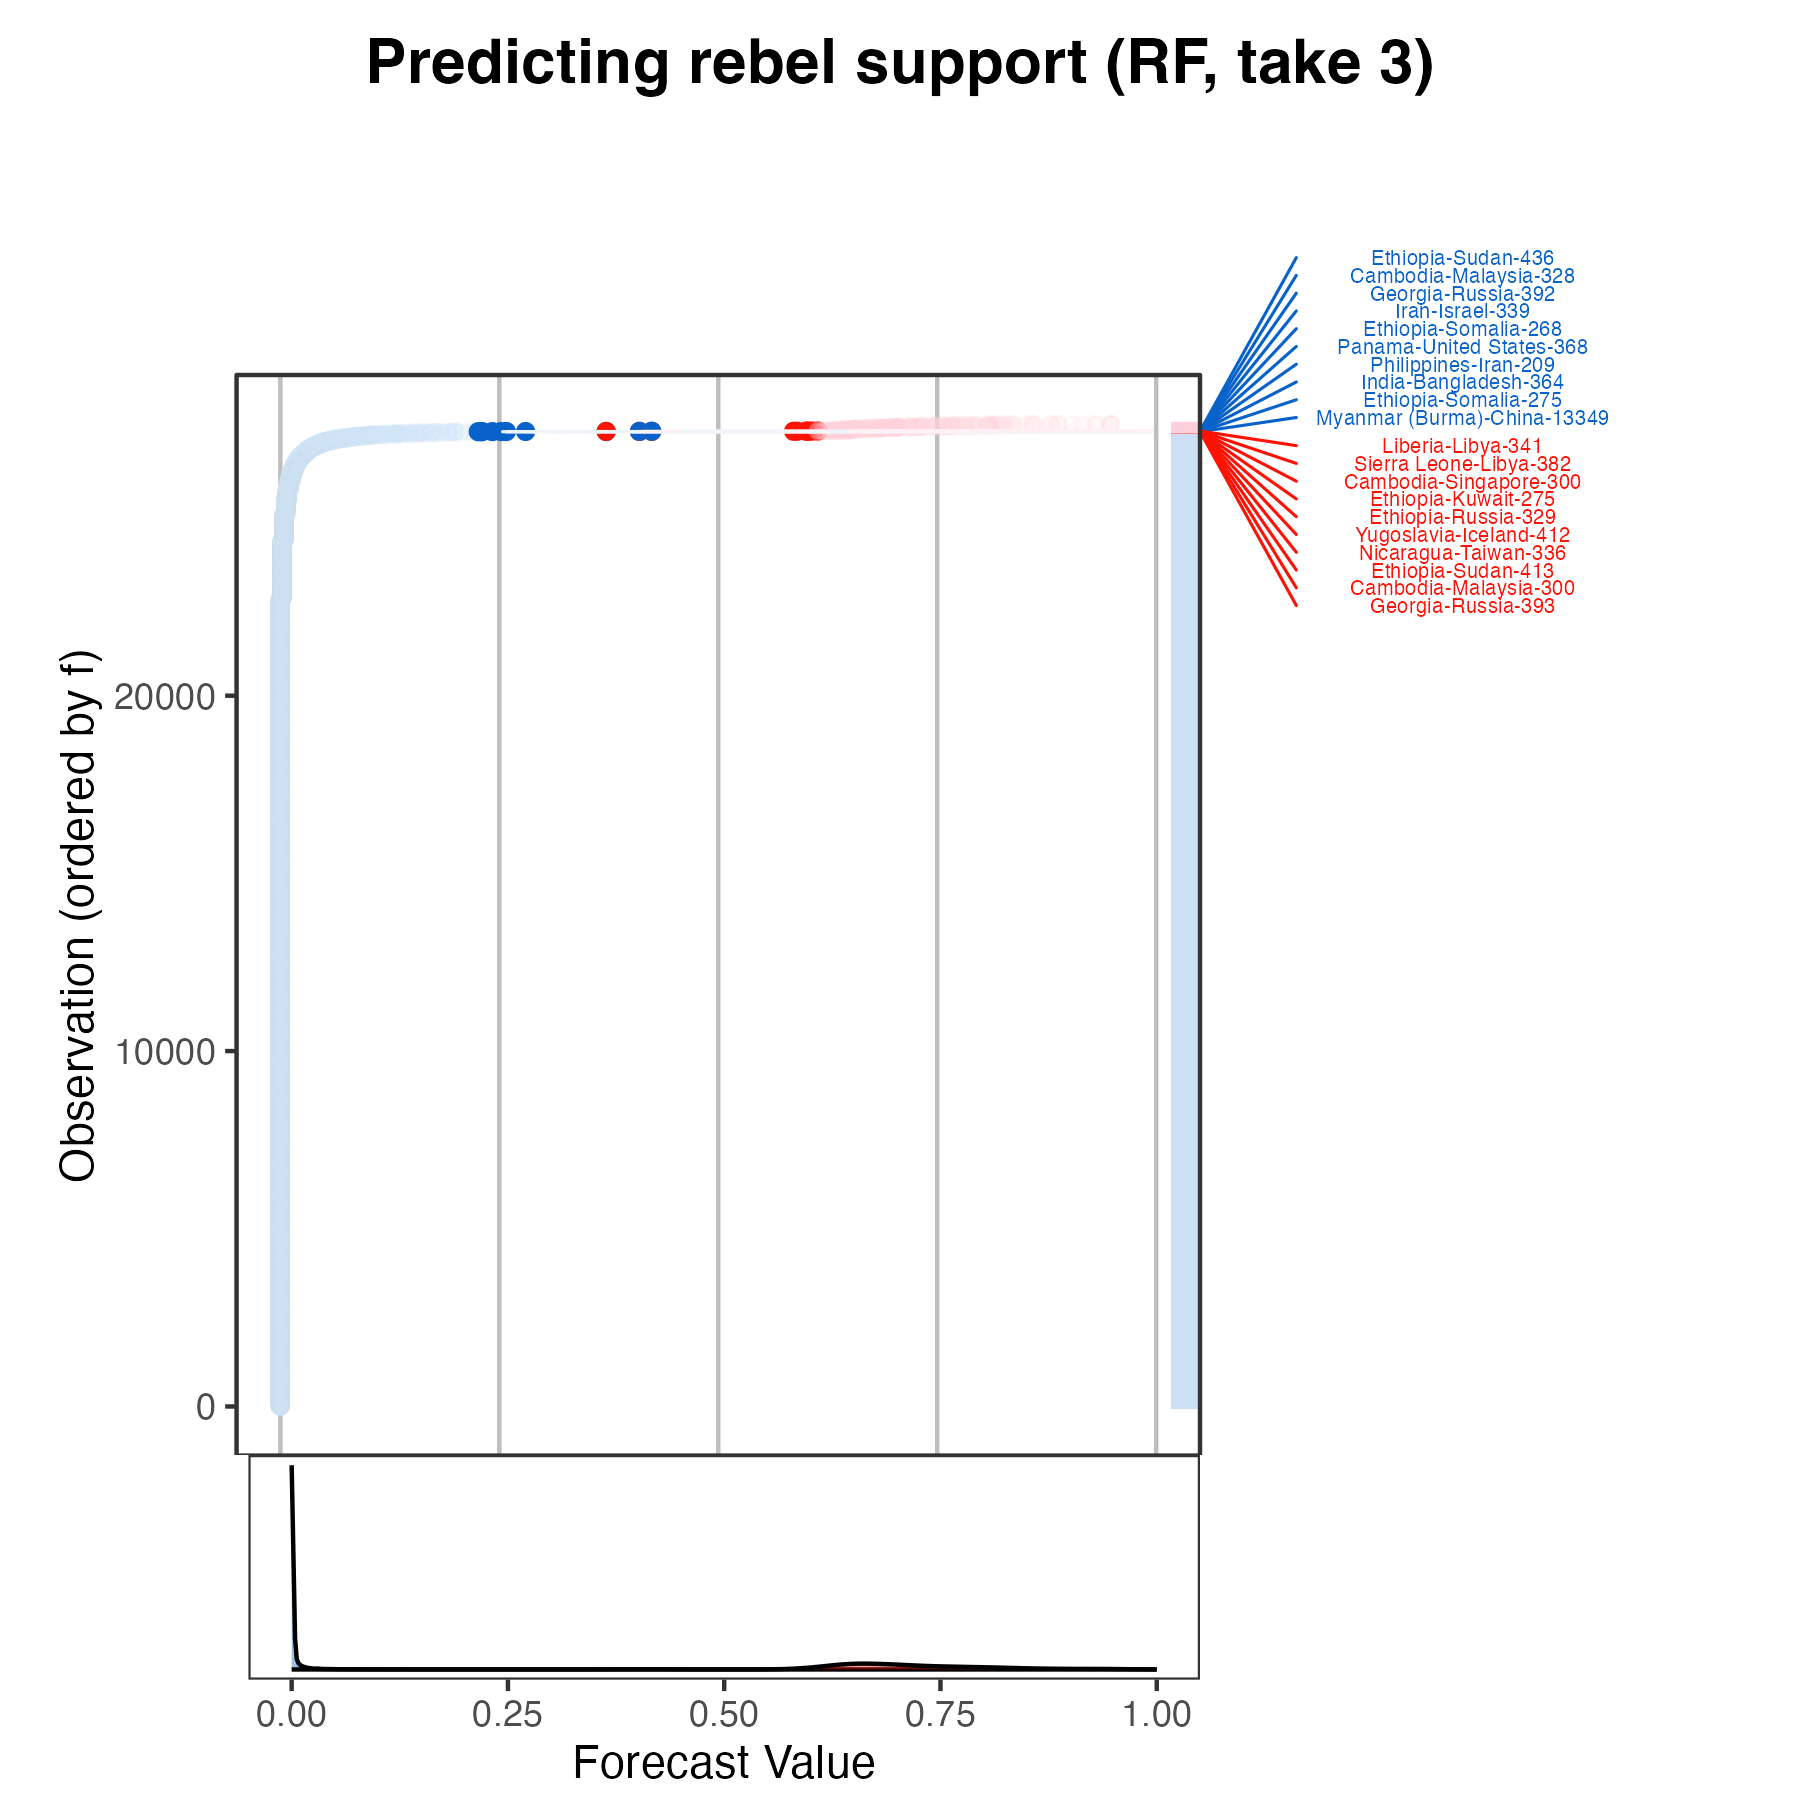 Predicting rebel support (RF, take 3)
Ethiopia-Sudan-436
Cambodia-Malaysia-328
Georgia-Russia-392
Iran-Israel-339
Ethiopia-Somalia-268
Panama-United States-368
Philippines-Iran-209
India-Bangladesh-364
Ethiopia-Somalia-275
Myanmar (Burma)-China-13349
Liberia-Libya-341
Sierra Leone-Libya-382
Cambodia-Singapore-300
Ethiopia-Kuwait-275
Ethiopia-Russia-329
Yugoslavia-Iceland-412
Nicaragua-Taiwan-336
Ethiopia-Sudan-413
Cambodia-Malaysia-300
Georgia-Russia-393
Observation (ordered by f)
20000
10000
0
0.00 0.25 0.50 0.75 1.00
Forecast Value